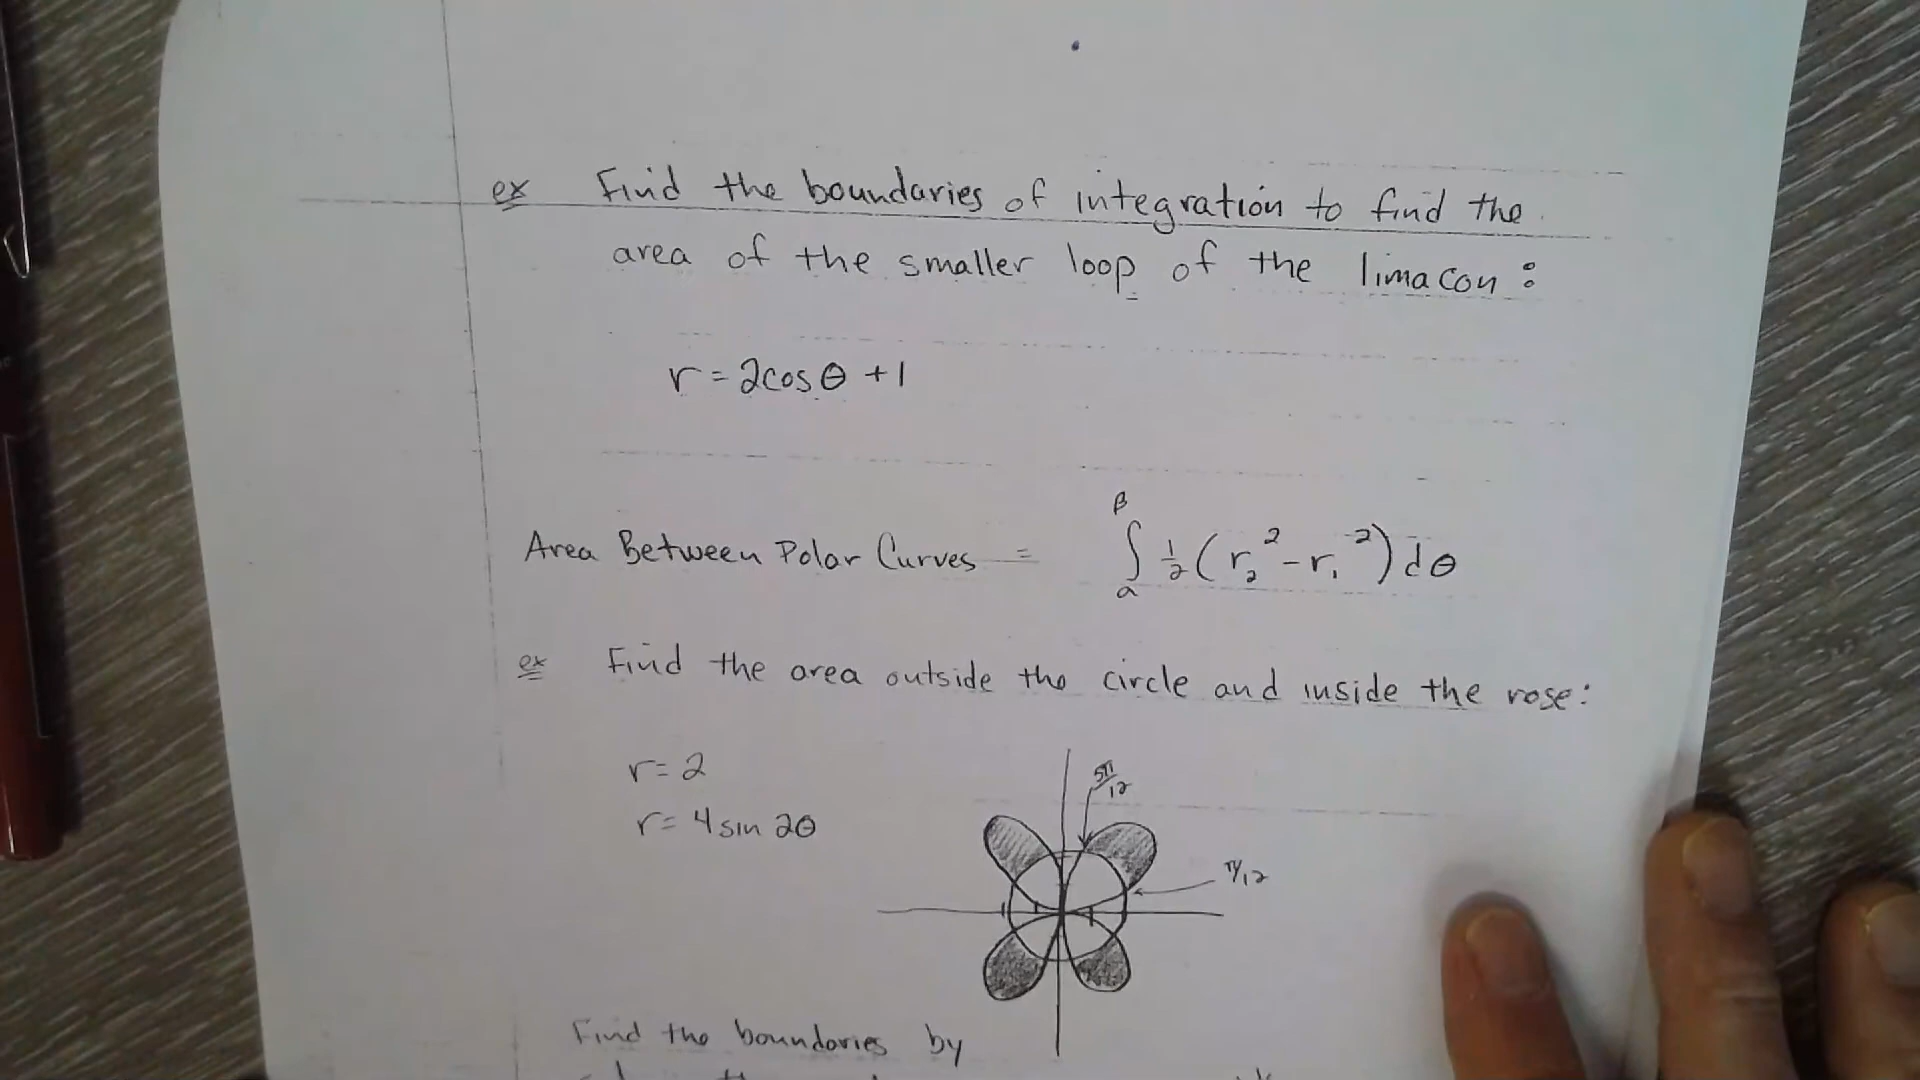 ex Find the boundaries of integration to find the
area of the smaller loop of the limacon:
r = 2cosθ + 1
Area Between Polar Curves = ∫_a^β ½(r₂² - r₁²)dθ
ex Find the area outside the circle and inside the rose:
r = 2
r = 4 sin 2θ
5π/12
π/12
Find the boundaries by